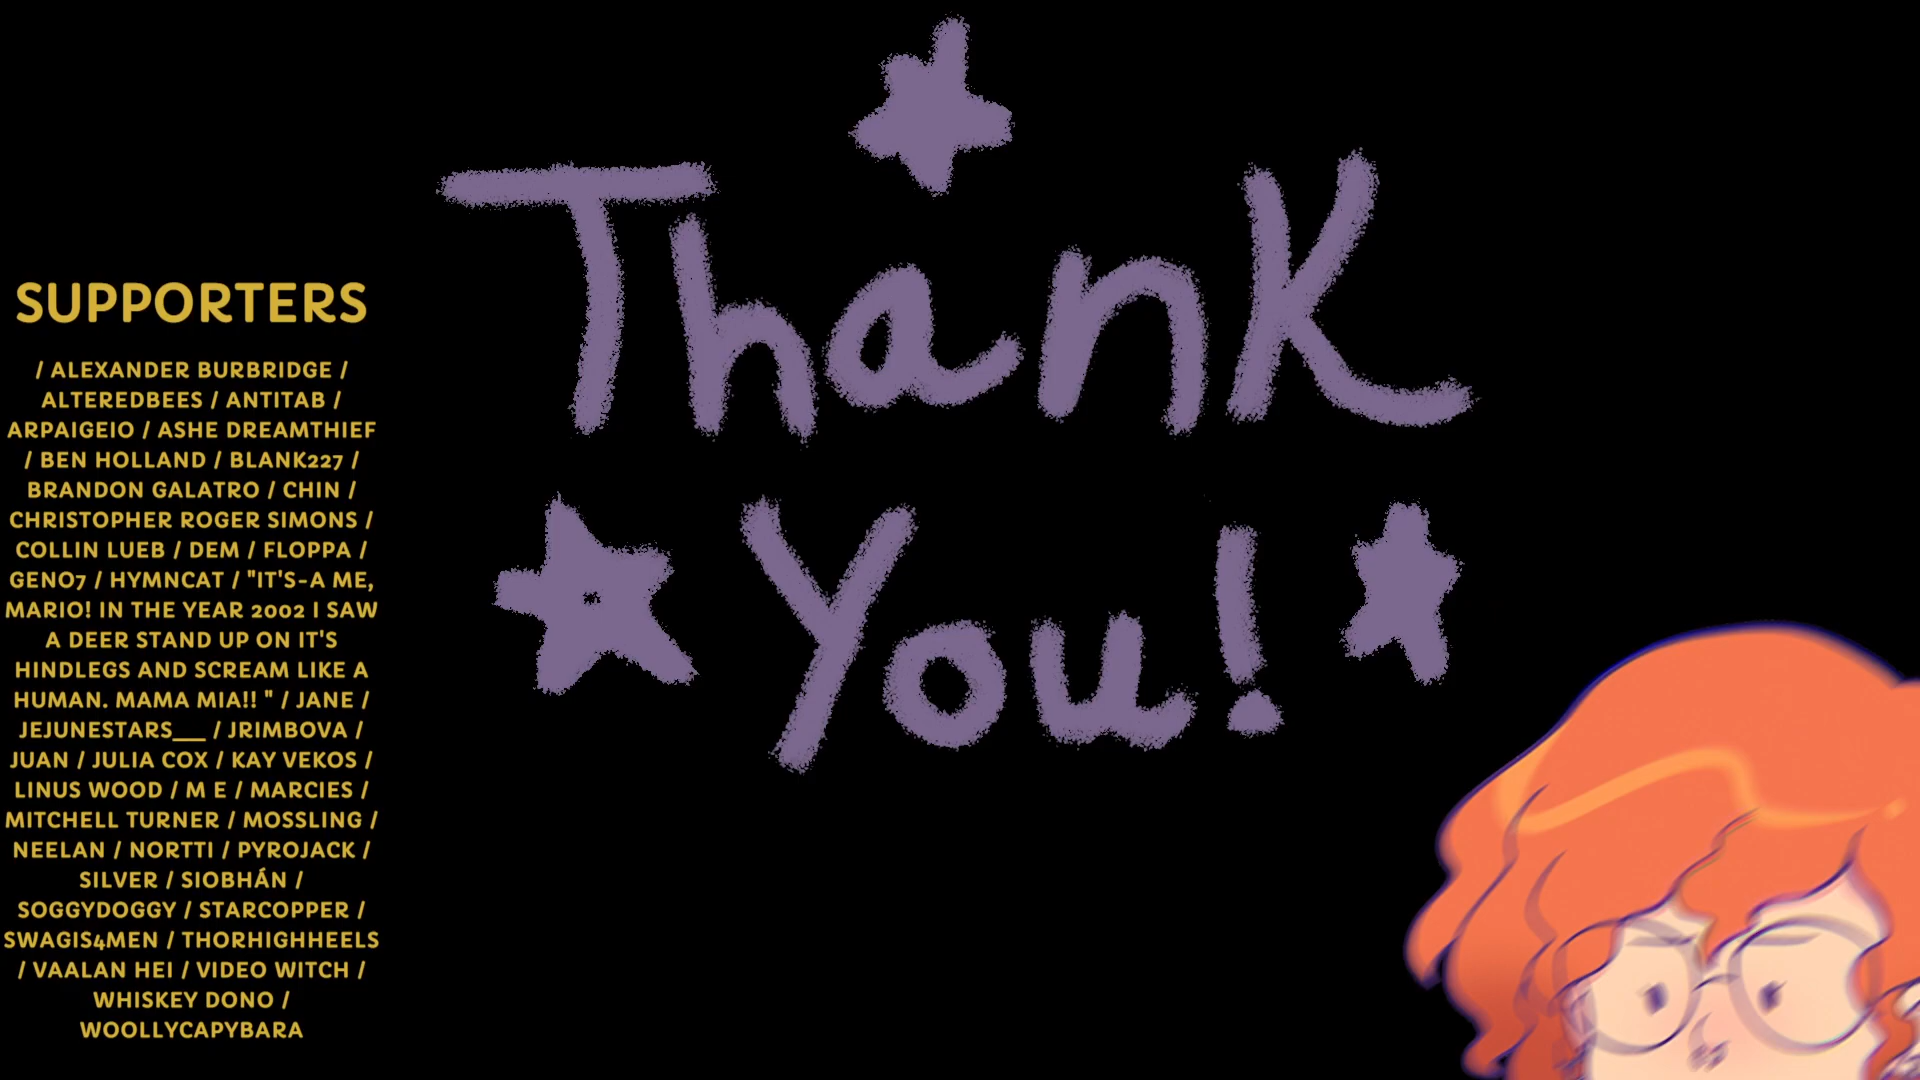 Thank
You!
SUPPORTERS
/ ALEXANDER BURBRIDGE /
ALTEREDBEES / ANTITAB /
ARPAIGEIO / ASHE DREAMTHIEF
/ BEN HOLLAND / BLANK227 /
BRANDON GALATRO / CHIN /
CHRISTOPHER ROGER SIMONS /
COLLIN LUEB / DEM / FLOPPA /
GENO7 / HYMNCAT / "IT'S-A ME,
MARIO! IN THE YEAR 2002 I SAW
A DEER STAND UP ON IT'S
HINDLEGS AND SCREAM LIKE A
HUMAN. MAMA MIA!! " / JANE /
JEJUNESTARS__ / JRIMBOVA /
JUAN / JULIA COX / KAY VEKOS /
LINUS WOOD / M E / MARCIES /
MITCHELL TURNER / MOSSLING /
NEELAN / NORTTI / PYROJACK /
SILVER / SIOBHÁN /
SOGGYDOGGY / STARCOPPER /
SWAGIS4MEN / THORHIGHHEELS
/ VAALAN HEI / VIDEO WITCH /
WHISKEY DONO /
WOOLLYCAPYBARA